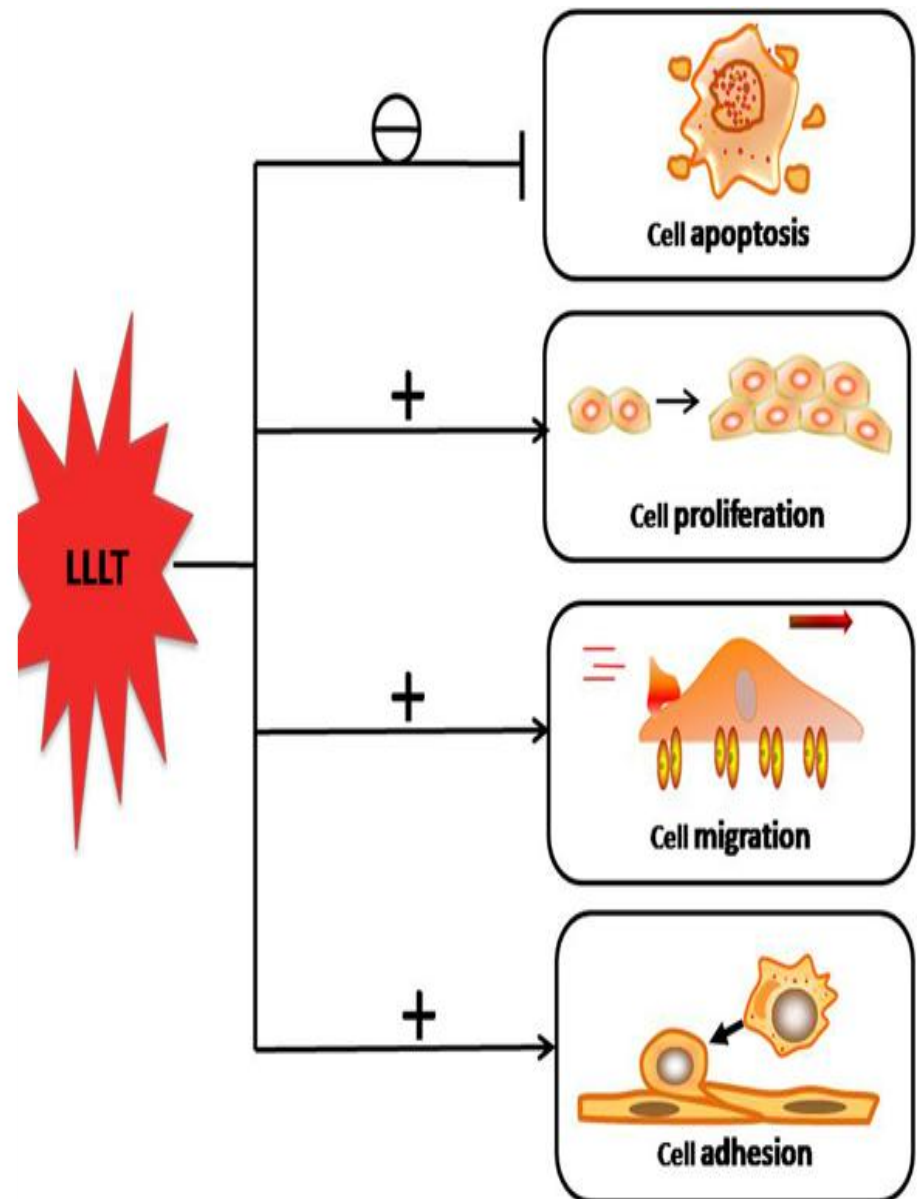 Cell apoptosis
+
Cell proliferation
LLLT
+
Cell migration
+
Cell adhesion